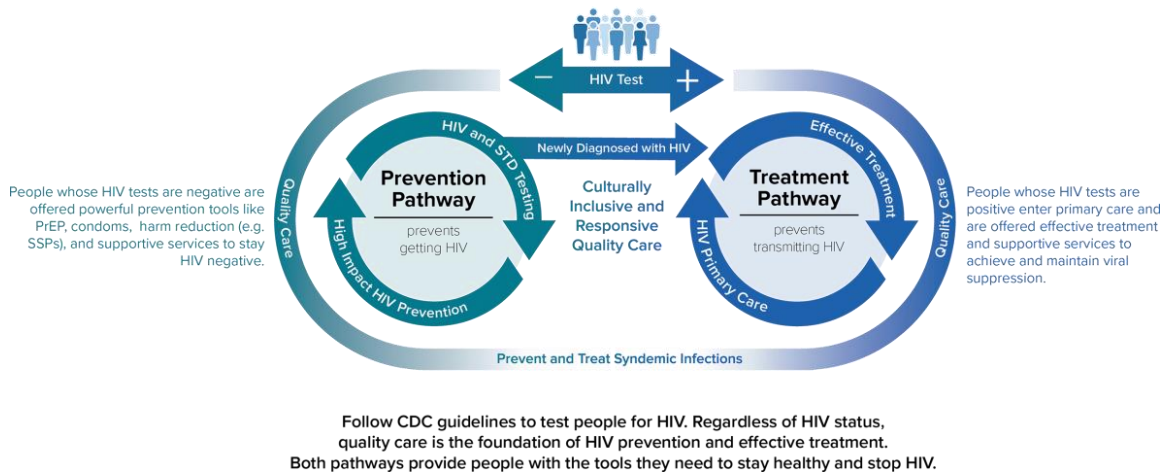 −
HIV Test
+
HIV and STD Testing
High Impact HIV Prevention
Prevention
Pathway
prevents
getting HIV
Newly Diagnosed with HIV
Culturally
Inclusive and
Responsive
Quality Care
Effective Treatment
HIV Primary Care
Treatment
Pathway
prevents
transmitting HIV
Quality Care
Quality Care
People whose HIV tests are negative are
offered powerful prevention tools like
PrEP, condoms, harm reduction (e.g.
SSPs), and supportive services to stay
HIV negative.
People whose HIV tests are
positive enter primary care and
are offered effective treatment
and supportive services to
achieve and maintain viral
suppression.
Prevent and Treat Syndemic Infections
Follow CDC guidelines to test people for HIV. Regardless of HIV status,
quality care is the foundation of HIV prevention and effective treatment.
Both pathways provide people with the tools they need to stay healthy and stop HIV.